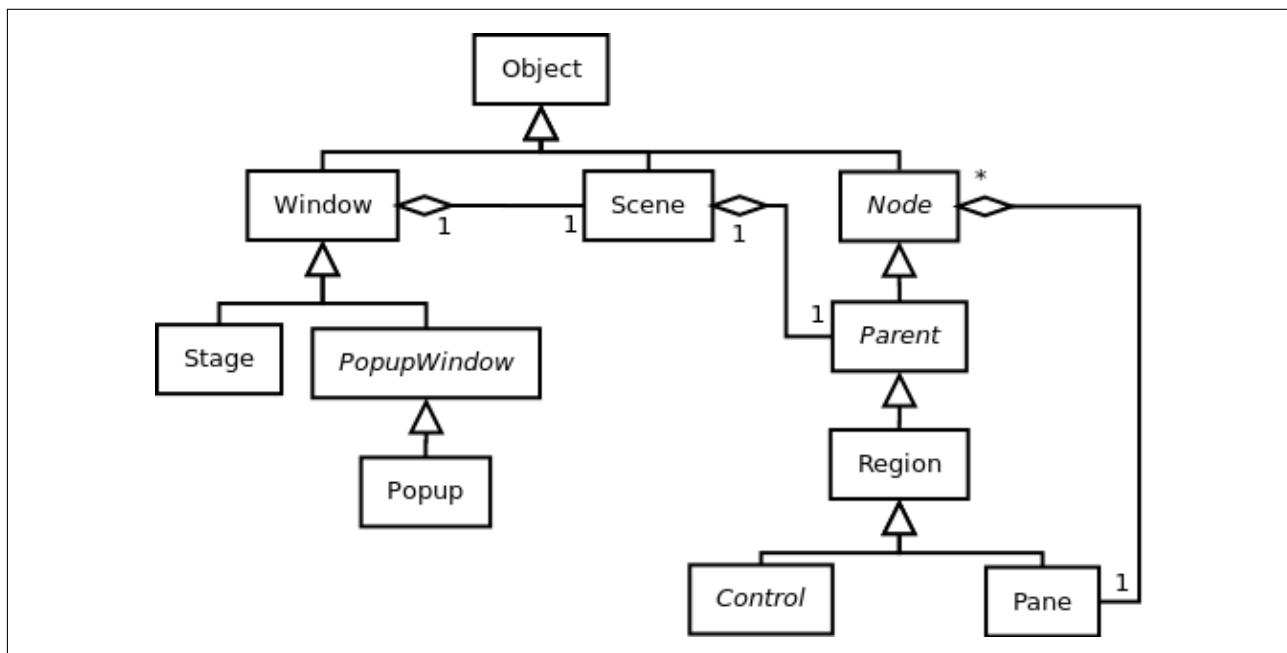 Object
*
Window
Scene
Node
1
1
1
1
Parent
Stage
PopupWindow
Region
Popup
Control
Pane
1